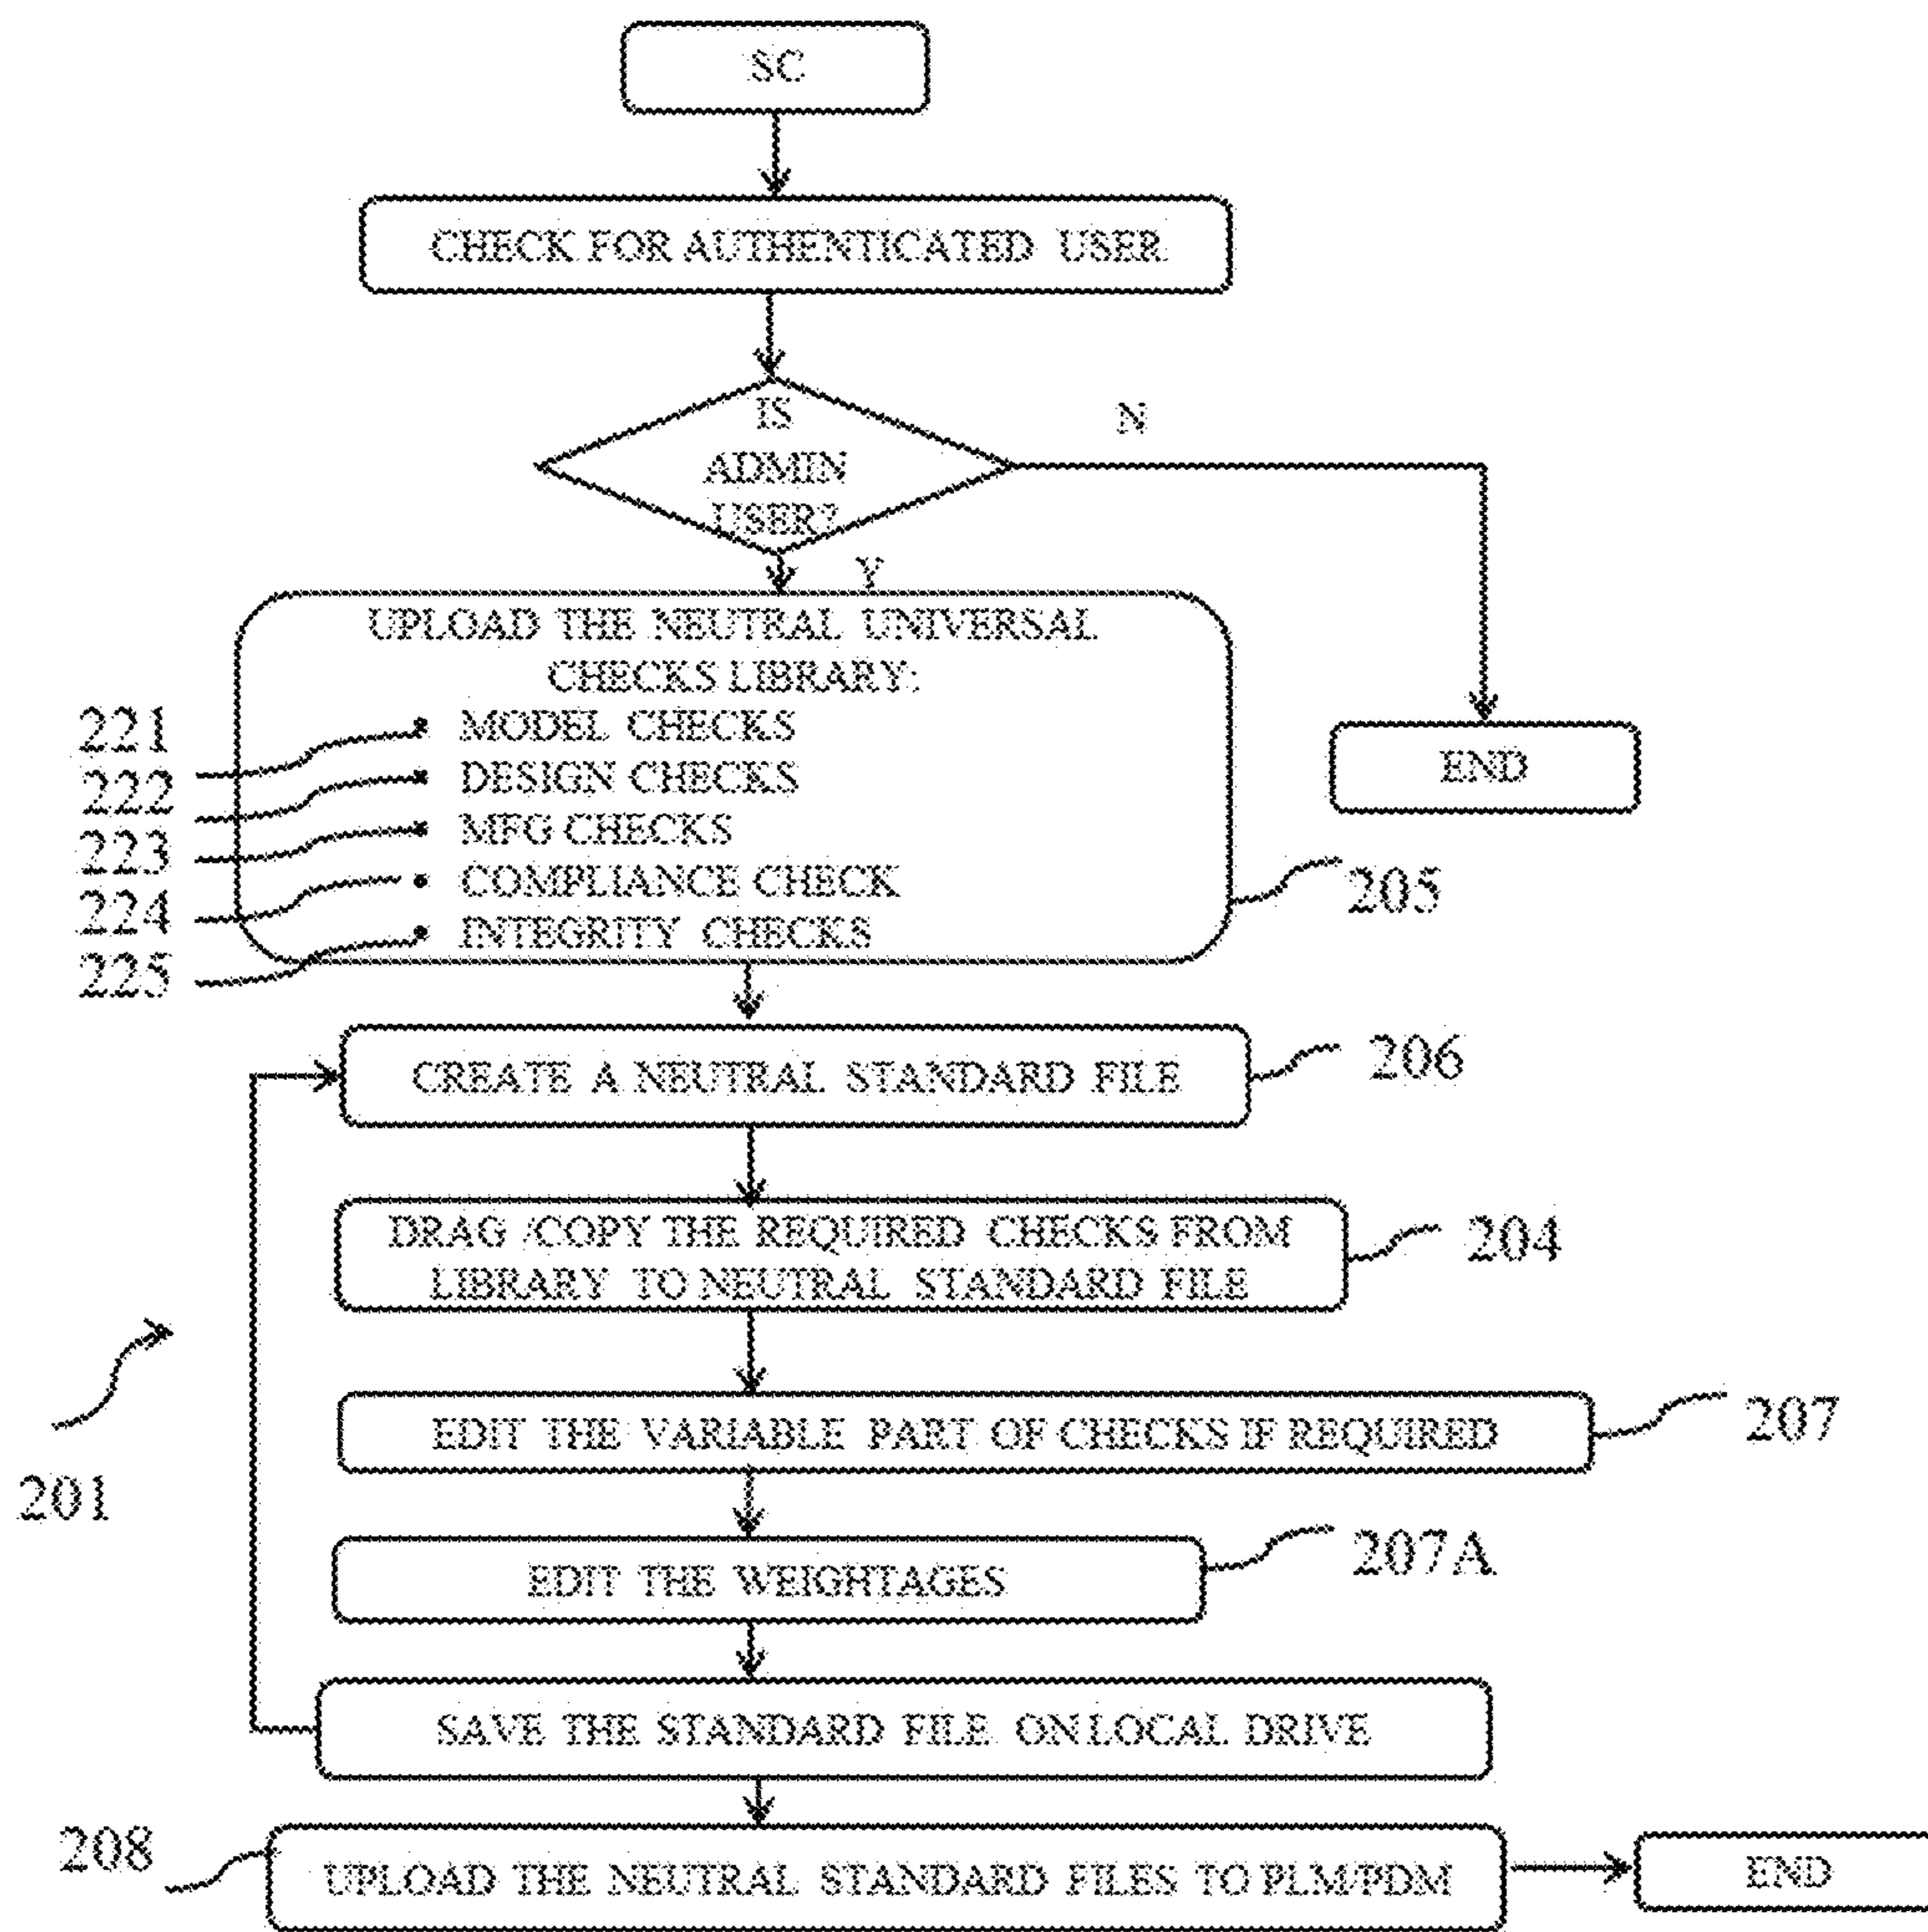 SC
CHECK FOR AUTHENTICATED USER
IS
ADMIN
USER?
N
Y
UPLOAD THE NEUTRAL UNIVERSAL
CHECKS LIBRARY:
221
• MODEL CHECKS
222
• DESIGN CHECKS
223
• MFG CHECKS
224
• COMPLIANCE CHECK
225
• INTEGRITY CHECKS
END
205
CREATE A NEUTRAL STANDARD FILE
206
DRAG /COPY THE REQUIRED CHECKS FROM
LIBRARY TO NEUTRAL STANDARD FILE
204
EDIT THE VARIABLE PART OF CHECKS IF REQUIRED
207
201
EDIT THE WEIGHTAGES
207A
SAVE THE STANDARD FILE ON LOCAL DRIVE
208
UPLOAD THE NEUTRAL STANDARD FILES TO PLM/PDM
END